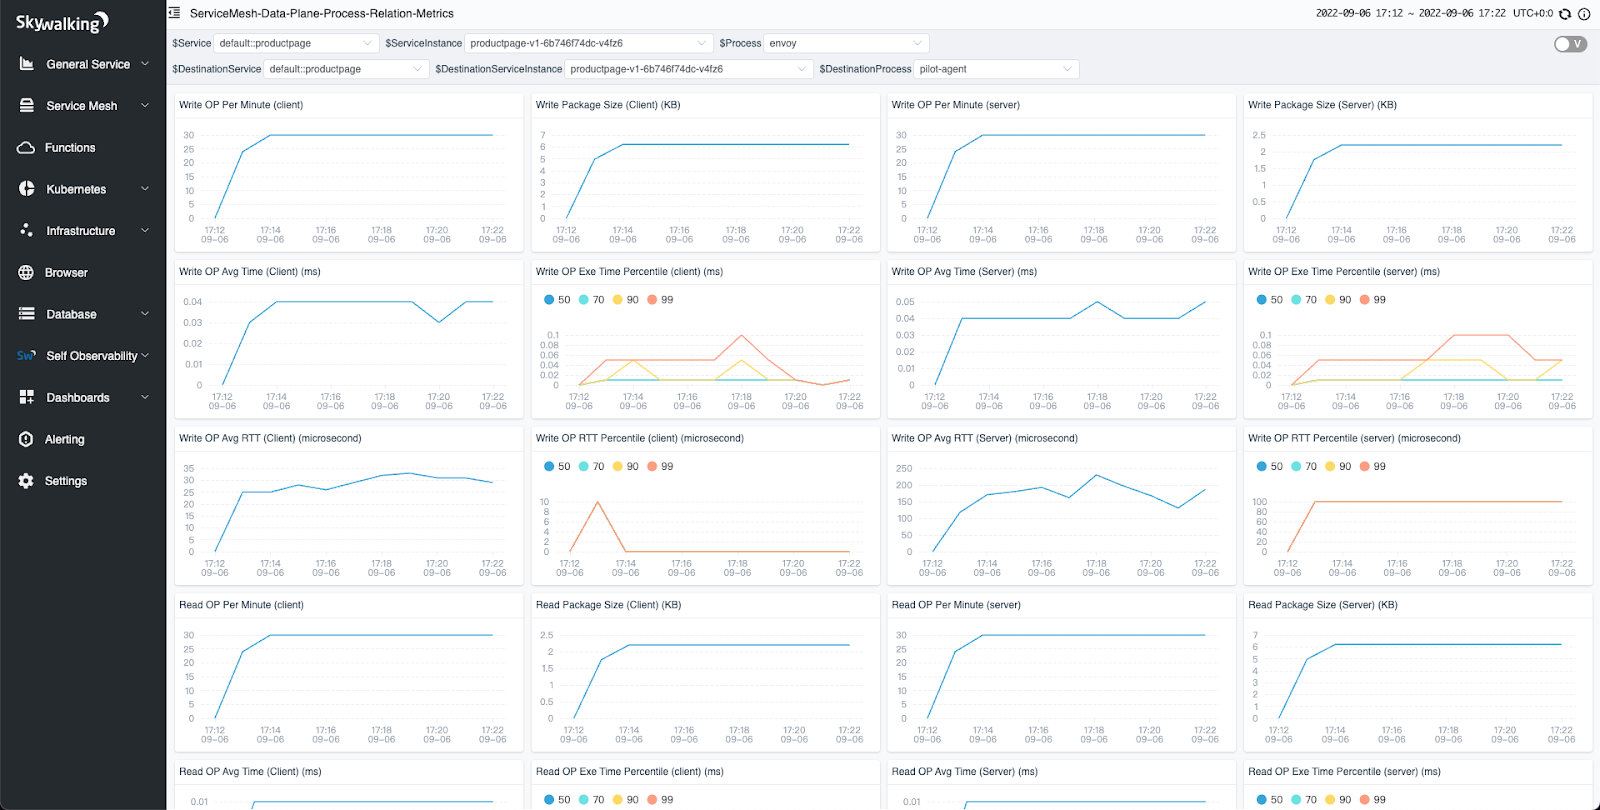 Skywalking
General Service
Service Mesh
Functions
Kubernetes
Infrastructure
Browser
Database
Sw Self Observability
Dashboards
Alerting
Settings
ServiceMesh-Data-Plane-Process-Relation-Metrics
2022-09-06 17:12 ~ 2022-09-06 17:22 UTC+0:0
$Service default::productpage $ServiceInstance productpage-v1-6b746f74dc-v4fz6 $Process envoy V
$DestinationService default::productpage $DestinationServiceInstance productpage-v1-6b746f74dc-v4fz6 $DestinationProcess pilot-agent
Write OP Per Minute (client)
30
25
20
15
10
5
0
17:12 17:14 17:16 17:18 17:20 17:22
09-06 09-06 09-06 09-06 09-06 09-06
Write Package Size (Client) (KB)
7
6
5
4
3
2
1
0
17:12 17:14 17:16 17:18 17:20 17:22
09-06 09-06 09-06 09-06 09-06 09-06
Write OP Per Minute (server)
30
25
20
15
10
5
0
17:12 17:14 17:16 17:18 17:20 17:22
09-06 09-06 09-06 09-06 09-06 09-06
Write Package Size (Server) (KB)
2.5
2
1.5
1
0.5
0
17:12 17:14 17:16 17:18 17:20 17:22
09-06 09-06 09-06 09-06 09-06 09-06
Write OP Avg Time (Client) (ms)
0.04
0.03
0.02
0.01
0
17:12 17:14 17:16 17:18 17:20 17:22
09-06 09-06 09-06 09-06 09-06 09-06
Write OP Exe Time Percentile (client) (ms)
50 70 90 99
0.1
0.08
0.06
0.04
0.02
0
17:12 17:14 17:16 17:18 17:20 17:22
09-06 09-06 09-06 09-06 09-06 09-06
Write OP Avg Time (Server) (ms)
0.05
0.04
0.03
0.02
0.01
0
17:12 17:14 17:16 17:18 17:20 17:22
09-06 09-06 09-06 09-06 09-06 09-06
Write OP Exe Time Percentile (server) (ms)
50 70 90 99
0.1
0.08
0.06
0.04
0.02
0
17:12 17:14 17:16 17:18 17:20 17:22
09-06 09-06 09-06 09-06 09-06 09-06
Write OP Avg RTT (Client) (microsecond)
35
30
25
20
15
10
5
0
17:12 17:14 17:16 17:18 17:20 17:22
09-06 09-06 09-06 09-06 09-06 09-06
Write OP RTT Percentile (client) (microsecond)
50 70 90 99
10
8
6
4
2
0
17:12 17:14 17:16 17:18 17:20 17:22
09-06 09-06 09-06 09-06 09-06 09-06
Write OP Avg RTT (Server) (microsecond)
250
200
150
100
50
0
17:12 17:14 17:16 17:18 17:20 17:22
09-06 09-06 09-06 09-06 09-06 09-06
Write OP RTT Percentile (server) (microsecond)
50 70 90 99
100
80
60
40
20
0
17:12 17:14 17:16 17:18 17:20 17:22
09-06 09-06 09-06 09-06 09-06 09-06
Read OP Per Minute (client)
30
25
20
15
10
5
0
17:12 17:14 17:16 17:18 17:20 17:22
09-06 09-06 09-06 09-06 09-06 09-06
Read Package Size (Client) (KB)
2.5
2
1.5
1
0.5
0
17:12 17:14 17:16 17:18 17:20 17:22
09-06 09-06 09-06 09-06 09-06 09-06
Read OP Per Minute (server)
30
25
20
15
10
5
0
17:12 17:14 17:16 17:18 17:20 17:22
09-06 09-06 09-06 09-06 09-06 09-06
Read Package Size (Server) (KB)
7
6
5
4
3
2
1
0
17:12 17:14 17:16 17:18 17:20 17:22
09-06 09-06 09-06 09-06 09-06 09-06
Read OP Avg Time (Client) (ms)
0.01
Read OP Exe Time Percentile (client) (ms)
50 70 90 99
Read OP Avg Time (Server) (ms)
0.01
Read OP Exe Time Percentile (server) (ms)
50 70 90 99